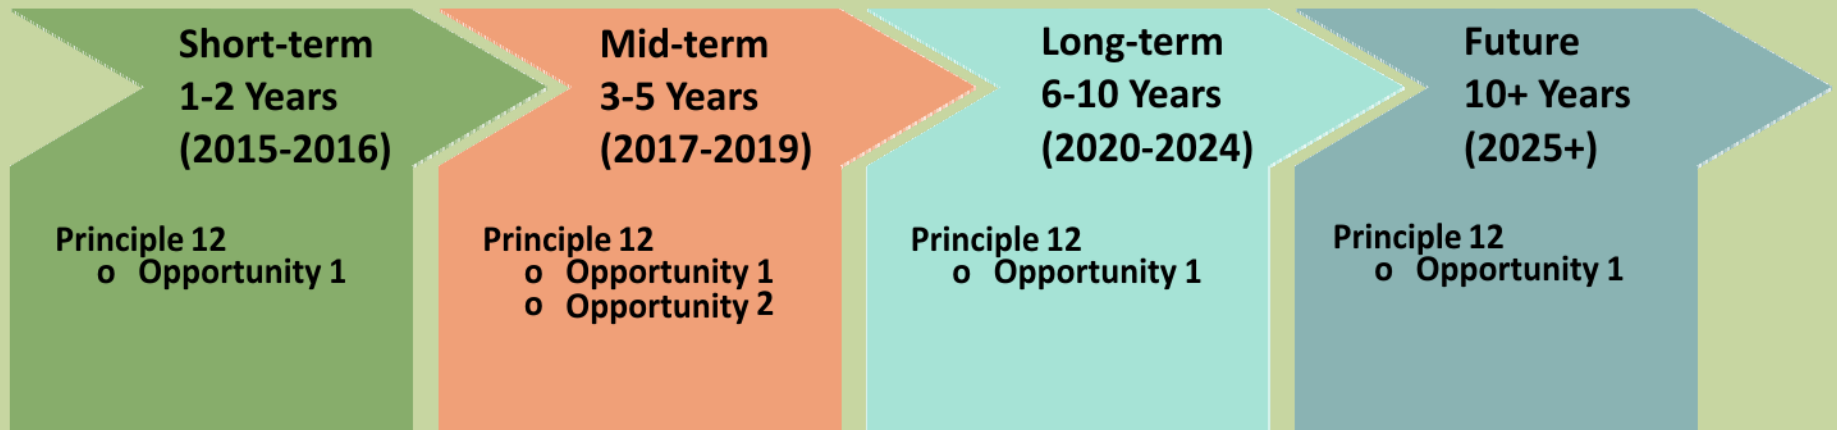 Short-term
1-2 Years
(2015-2016)
Principle 12
o Opportunity 1
Mid-term
3-5 Years
(2017-2019)
Principle 12
o Opportunity 1
o Opportunity 2
Long-term
6-10 Years
(2020-2024)
Principle 12
o Opportunity 1
Future
10+ Years
(2025+)
Principle 12
o Opportunity 1